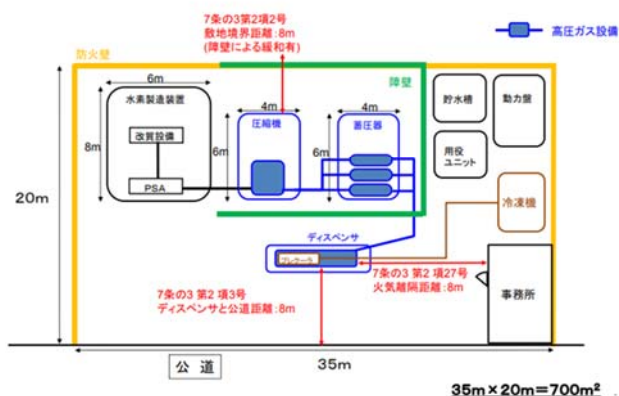 7条の3第2項2号
敷地境界距離:8m
(障壁による緩和有)
高圧ガス設備
防火壁
障壁
6m
水素製造装置
改質設備
PSA
8m
4m
圧縮機
6m
4m
蓄圧器
6m
貯水槽
動力盤
用役
ユニット
冷凍機
20m
ディスペンサ
プレクーラ
7条の3 第2 項27号
火気離隔距離:8m
7条の3 第2 項3号
ディスペンサと公道距離:8m
事務所
公 道
35m
35m×20m=700m²